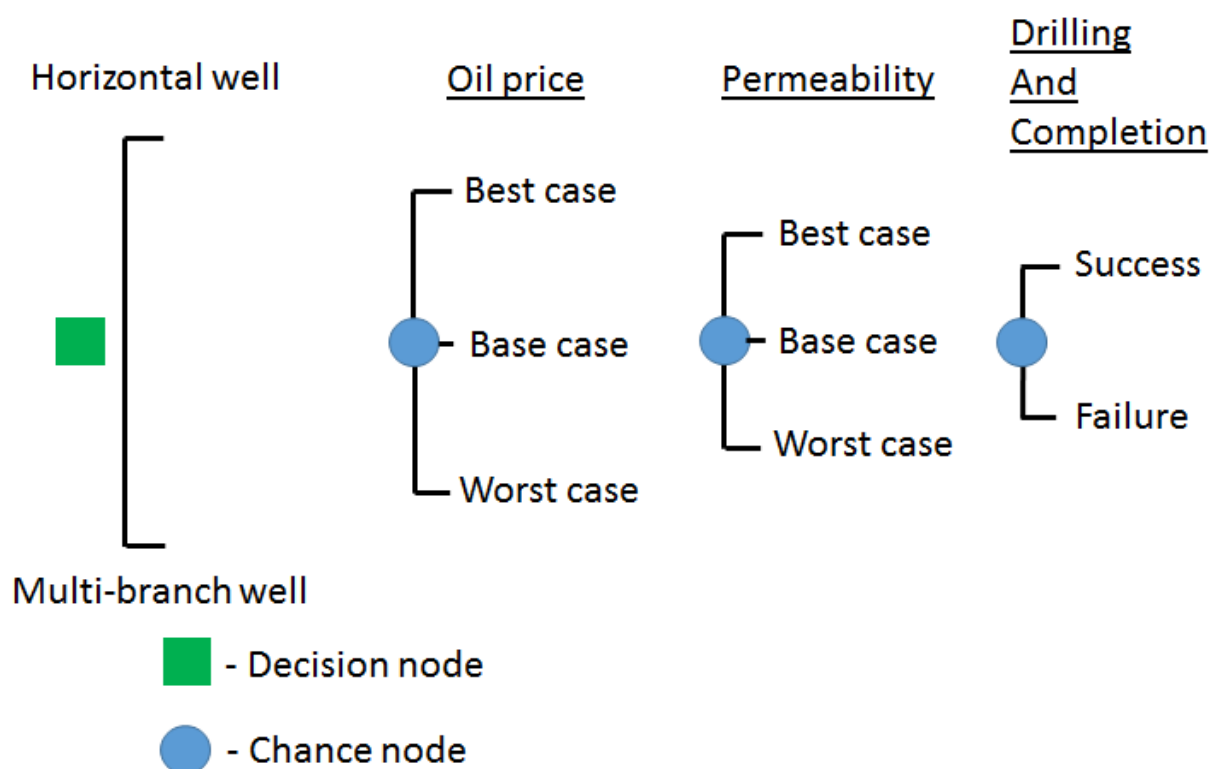 Horizontal well
Oil price
Permeability
Drilling
And
Completion
Best case
Base case
Worst case
Best case
Base case
Worst case
Success
Failure
Multi-branch well
- Decision node
- Chance node